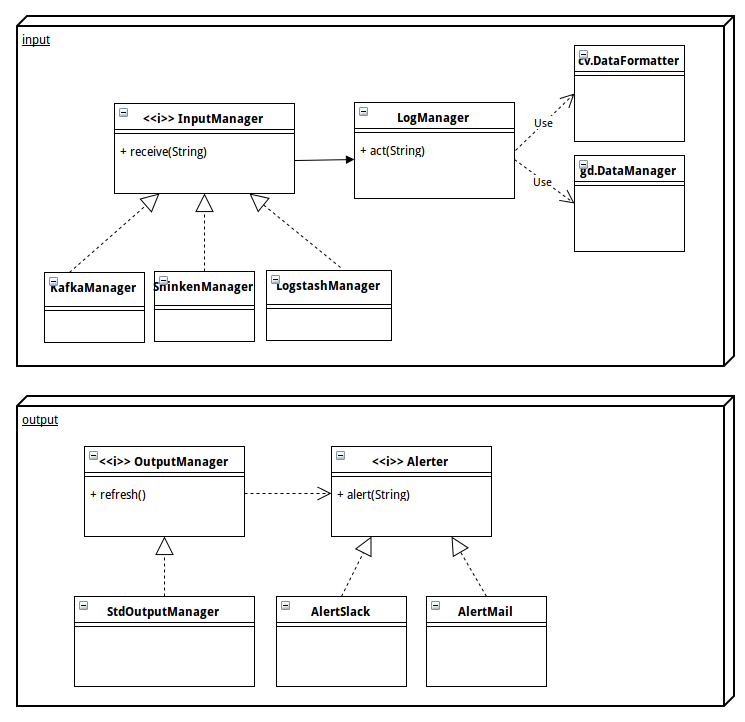 input
<<i>> InputManager
+ receive(String)
LogManager
+ act(String)
Use
Use
cv.DataFormatter
gd.DataManager
KafkaManager
ShinkenManager
LogstashManager
output
<<i>> OutputManager
+ refresh()
<<i>> Alerter
+ alert(String)
StdOutputManager
AlertSlack
AlertMail